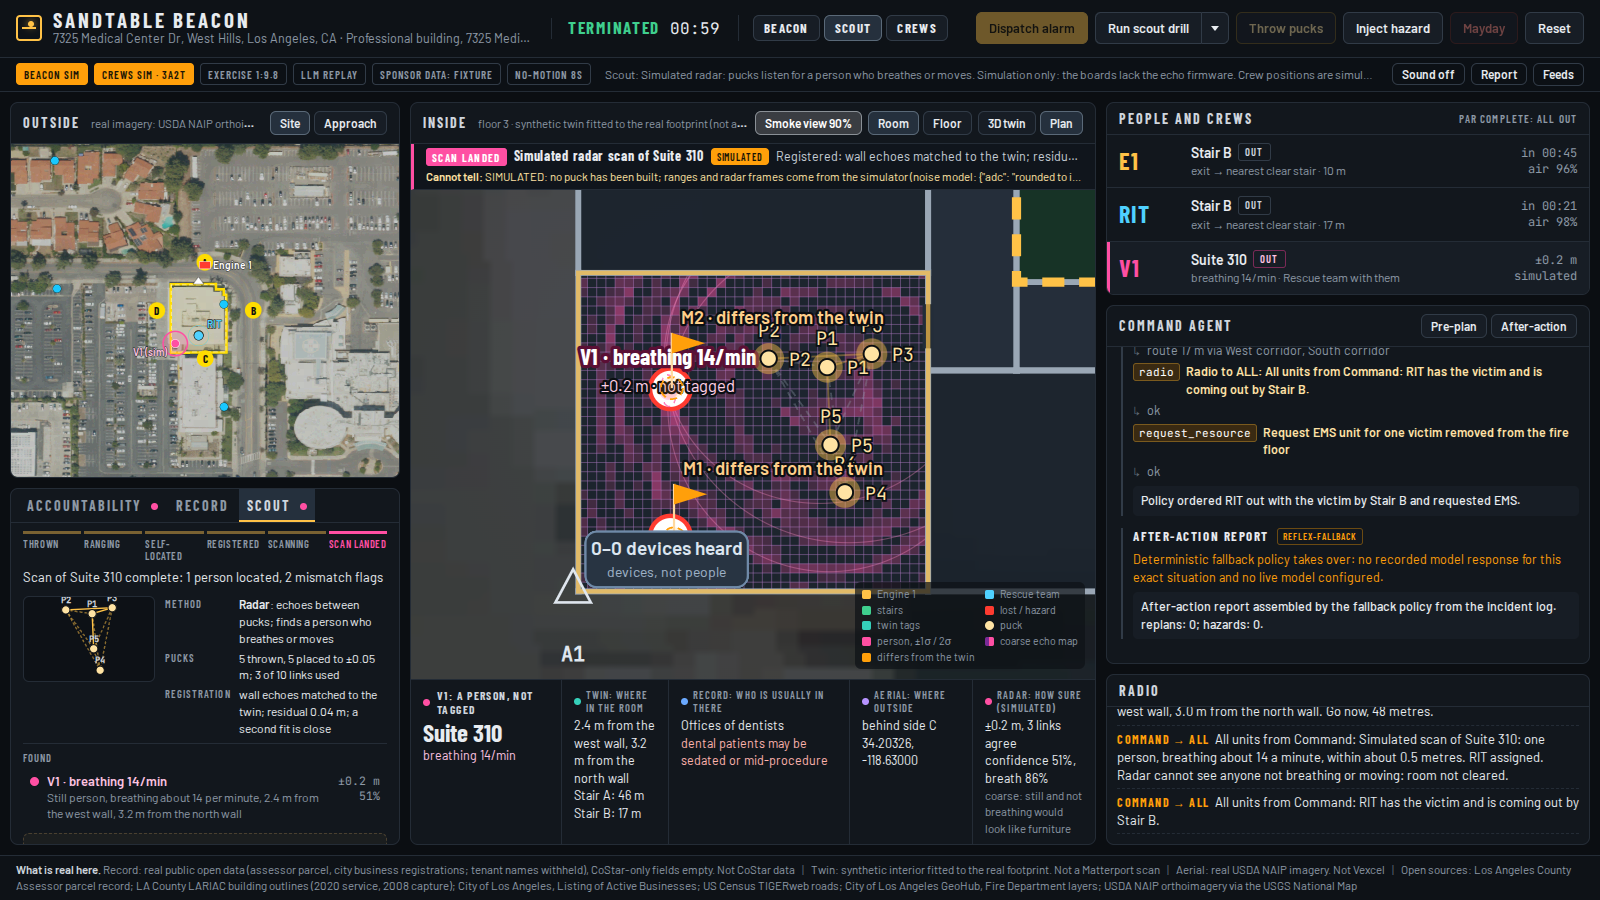 SANDTABLE BEACON
7325 Medical Center Dr, West Hills, Los Angeles, CA · Professional building, 7325 Medi...
TERMINATED 00:59
BEACON SCOUT CREWS
Dispatch alarm Run scout drill Throw pucks Inject hazard Mayday Reset
BEACON SIM CREWS SIM · 3A2T EXERCISE 1:9.8 LLM REPLAY SPONSOR DATA: FIXTURE NO-MOTION 8S
Scout: Simulated radar: pucks listen for a person who breathes or moves. Simulation only: the boards lack the echo firmware. Crew positions are simul...
Sound off Report Feeds
OUTSIDE real imagery: USDA NAIP orthoi... Site Approach
Engine 1
D B
RIT
V1 (sim)
C
ACCOUNTABILITY RECORD SCOUT
THROWN RANGING SELF-LOCATED REGISTERED SCANNING SCAN LANDED
Scan of Suite 310 complete: 1 person located, 2 mismatch flags
P2 P1 P3
P5
P4
METHOD Radar: echoes between
pucks; finds a person who
breathes or moves
PUCKS 5 thrown, 5 placed to ±0.05
m; 3 of 10 links used
REGISTRATION wall echoes matched to the
twin; residual 0.04 m; a
second fit is close
FOUND
V1 · breathing 14/min ±0.2 m
51%
Still person, breathing about 14 per minute, 2.4 m from
the west wall, 3.2 m from the north wall
INSIDE floor 3 · synthetic twin fitted to the real footprint (not a... Smoke view 90% Room Floor 3D twin Plan
SCAN LANDED Simulated radar scan of Suite 310 SIMULATED Registered: wall echoes matched to the twin; residu...
Cannot tell: SIMULATED: no puck has been built; ranges and radar frames come from the simulator (noise model: {"adc": "rounded to i...
M2 · differs from the twin
P2 P1 P3
P2 P1 P3
V1 · breathing 14/min
±0.2 m · not tagged
P5
P5
M1 · differs from the twin
P4
0–0 devices heard
devices, not people
A1
Engine 1 Rescue team
stairs lost / hazard
twin tags puck
person, ±1σ / 2σ coarse echo map
differs from the twin
V1: A PERSON, NOT
TAGGED
Suite 310
breathing 14/min
TWIN: WHERE
IN THE ROOM
2.4 m from the
west wall, 3.2
m from the
north wall
Stair A: 46 m
Stair B: 17 m
RECORD: WHO IS USUALLY IN
THERE
Offices of dentists
dental patients may be
sedated or mid-procedure
AERIAL: WHERE
OUTSIDE
behind side C
34.20326,
-118.63000
RADAR: HOW SURE
(SIMULATED)
±0.2 m, 3 links
agree
confidence 51%,
breath 86%
coarse: still and not
breathing would
look like furniture
PEOPLE AND CREWS PAR COMPLETE: ALL OUT
E1 Stair B OUT in 00:45
exit → nearest clear stair · 10 m air 96%
RIT Stair B OUT in 00:21
exit → nearest clear stair · 17 m air 98%
V1 Suite 310 OUT ±0.2 m
breathing 14/min · Rescue team with them simulated
COMMAND AGENT Pre-plan After-action
↳ route 17 m via West corridor, South corridor
radio Radio to ALL: All units from Command: RIT has the victim and is
coming out by Stair B.
↳ ok
request_resource Request EMS unit for one victim removed from the fire
floor
↳ ok
Policy ordered RIT out with the victim by Stair B and requested EMS.
AFTER-ACTION REPORT REFLEX-FALLBACK
Deterministic fallback policy takes over: no recorded model response for this
exact situation and no live model configured.
After-action report assembled by the fallback policy from the incident log.
replans: 0; hazards: 0.
RADIO
west wall, 3.0 m from the north wall. Go now, 48 metres.
COMMAND → ALL All units from Command: Simulated scan of Suite 310: one
person, breathing about 14 a minute, within about 0.5 metres. RIT assigned.
Radar cannot see anyone not breathing or moving: room not cleared.
COMMAND → ALL All units from Command: RIT has the victim and is coming out by
Stair B.
What is real here. Record: real public open data (assessor parcel, city business registrations; tenant names withheld), CoStar-only fields empty. Not CoStar data | Twin: synthetic interior fitted to the real footprint. Not a Matterport scan | Aerial: real USDA NAIP imagery. Not Vexcel | Open sources: Los Angeles County
Assessor parcel record; LA County LARIAC building outlines (2020 service, 2008 capture); City of Los Angeles, Listing of Active Businesses; US Census TIGERweb roads; City of Los Angeles GeoHub, Fire Department layers; USDA NAIP orthoimagery via the USGS National Map